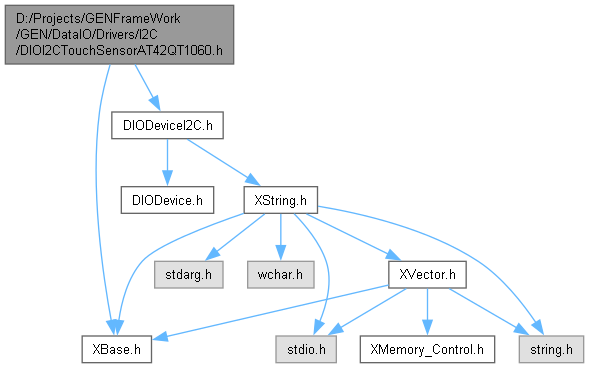 D:/Projects/GENFrameWork
/GEN/DataIO/Drivers/I2C
/DIOI2CTouchSensorAT42QT1060.h
DIODeviceI2C.h
DIODevice.h
XString.h
stdarg.h
wchar.h
XVector.h
XBase.h
stdio.h
XMemory_Control.h
string.h